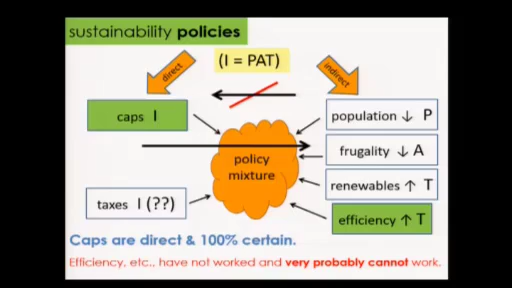 sustainability policies
(I = PAT)
direct
indirect
caps I
population ↓ P
frugality ↓ A
policy
mixture
renewables ↑ T
taxes I (??)
efficiency ↑ T
Caps are direct & 100% certain.
Efficiency, etc., have not worked and very probably cannot work.